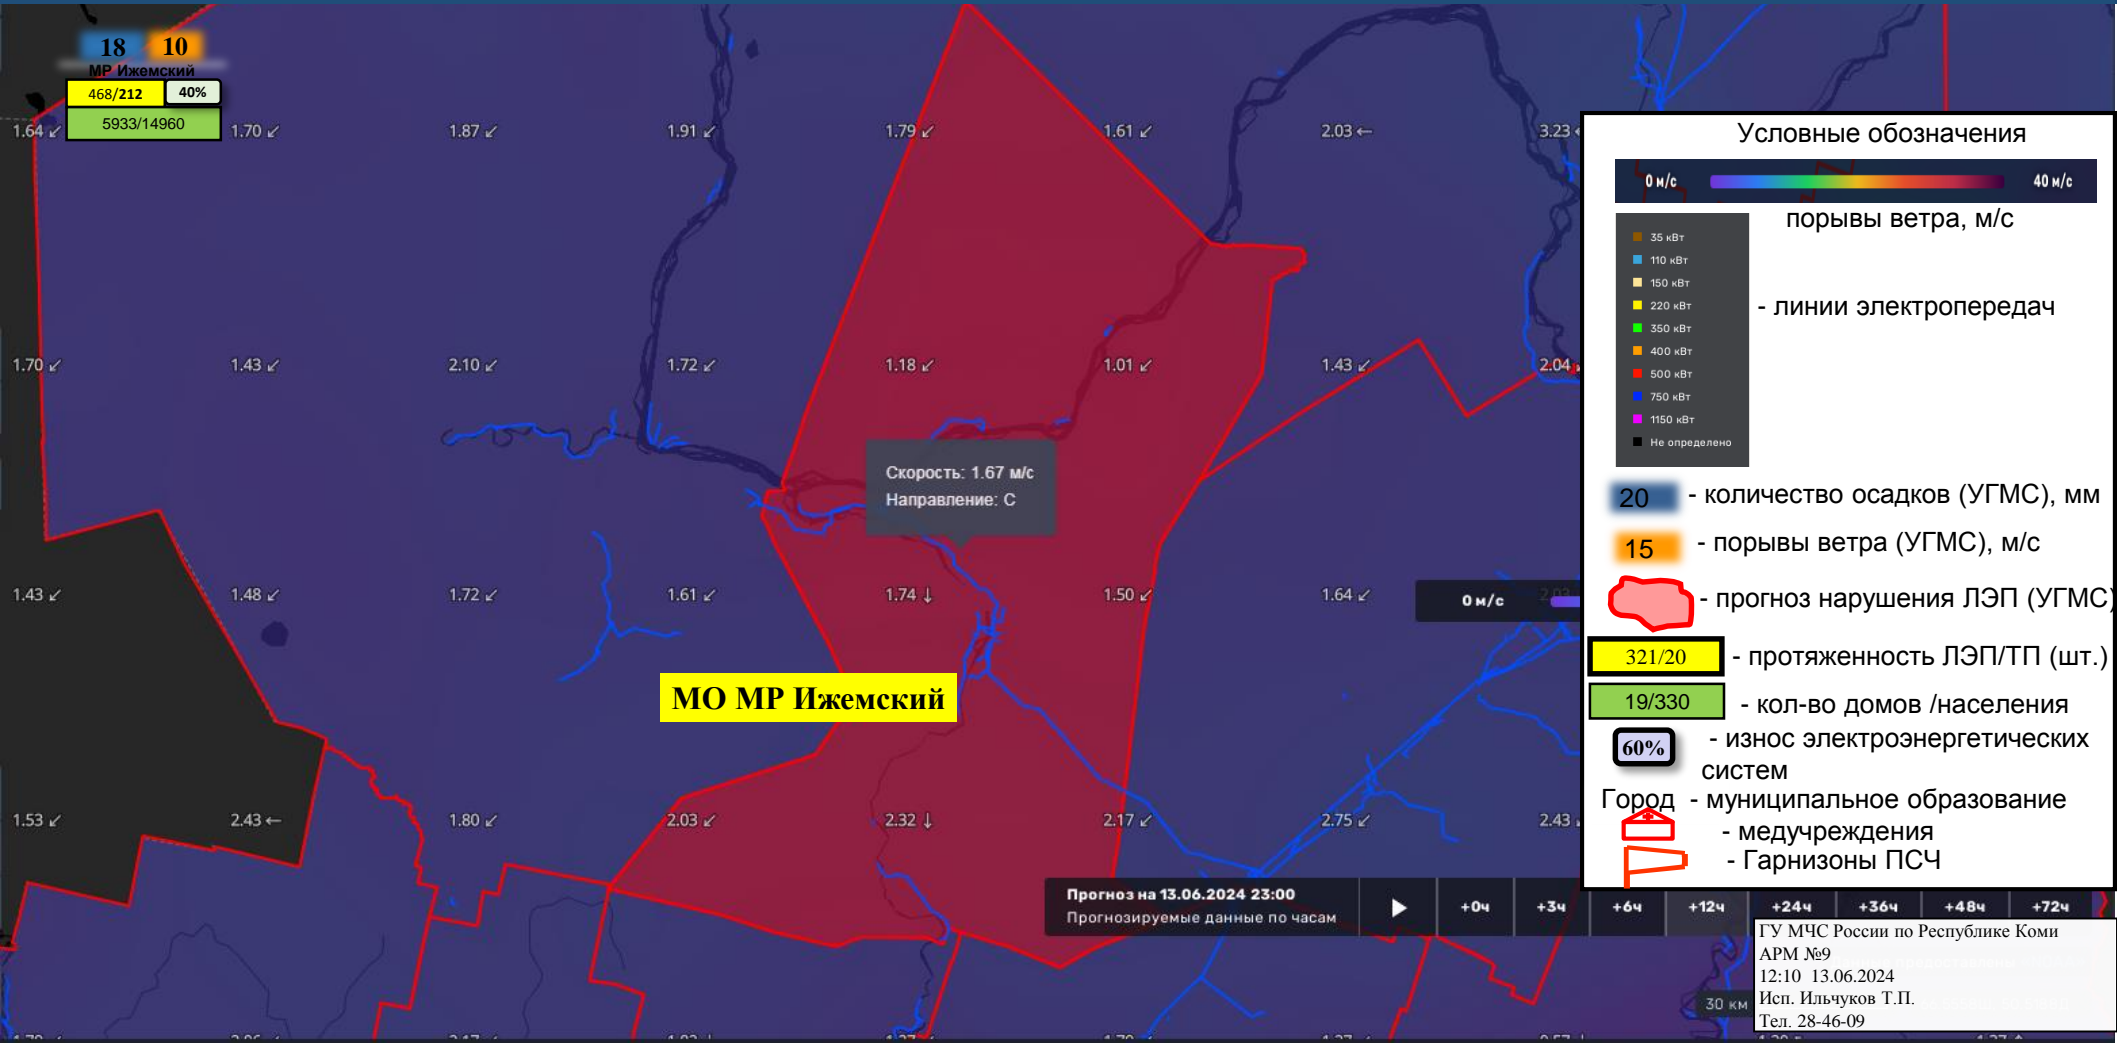 18 10
МР Ижемский
468/212 40%
5933/14960
1.64 ↙ 1.70 ↙ 1.87 ↙ 1.91 ↙ 1.79 ↙ 1.61 ↙ 2.03 ← 3.23
1.70 ↙ 1.43 ↙ 2.10 ↙ 1.72 ↙ 1.18 ↙ 1.01 ↙ 1.43 ↙ 2.04
Скорость: 1.67 м/с
Направление: С
1.43 ↙ 1.48 ↙ 1.72 ↙ 1.61 ↙ 1.74 ↓ 1.50 ↙ 1.64 ↙
0 м/с
МО МР Ижемский
1.53 ↙ 2.43 ← 1.80 ↙ 2.03 ↙ 2.32 ↓ 2.17 ↙ 2.75 ↙ 2.43
Условные обозначения
0 м/с 40 м/с
порывы ветра, м/с
35 кВт
110 кВт
150 кВт
220 кВт
350 кВт
400 кВт
500 кВт
750 кВт
1150 кВт
Не определено
- линии электропередач
20 - количество осадков (УГМС), мм
15 - порывы ветра (УГМС), м/с
- прогноз нарушения ЛЭП (УГМС)
321/20 - протяженность ЛЭП/ТП (шт.)
19/330 - кол-во домов /населения
60% - износ электроэнергетических
систем
Город - муниципальное образование
- медучреждения
- Гарнизоны ПСЧ
Прогноз на 13.06.2024 23:00
Прогнозируемые данные по часам
+0ч +3ч +6ч +12ч +24ч +36ч +48ч +72ч
ГУ МЧС России по Республике Коми
АРМ №9
12:10 13.06.2024
Исп. Ильчуков Т.П.
Тел. 28-46-09
30 км